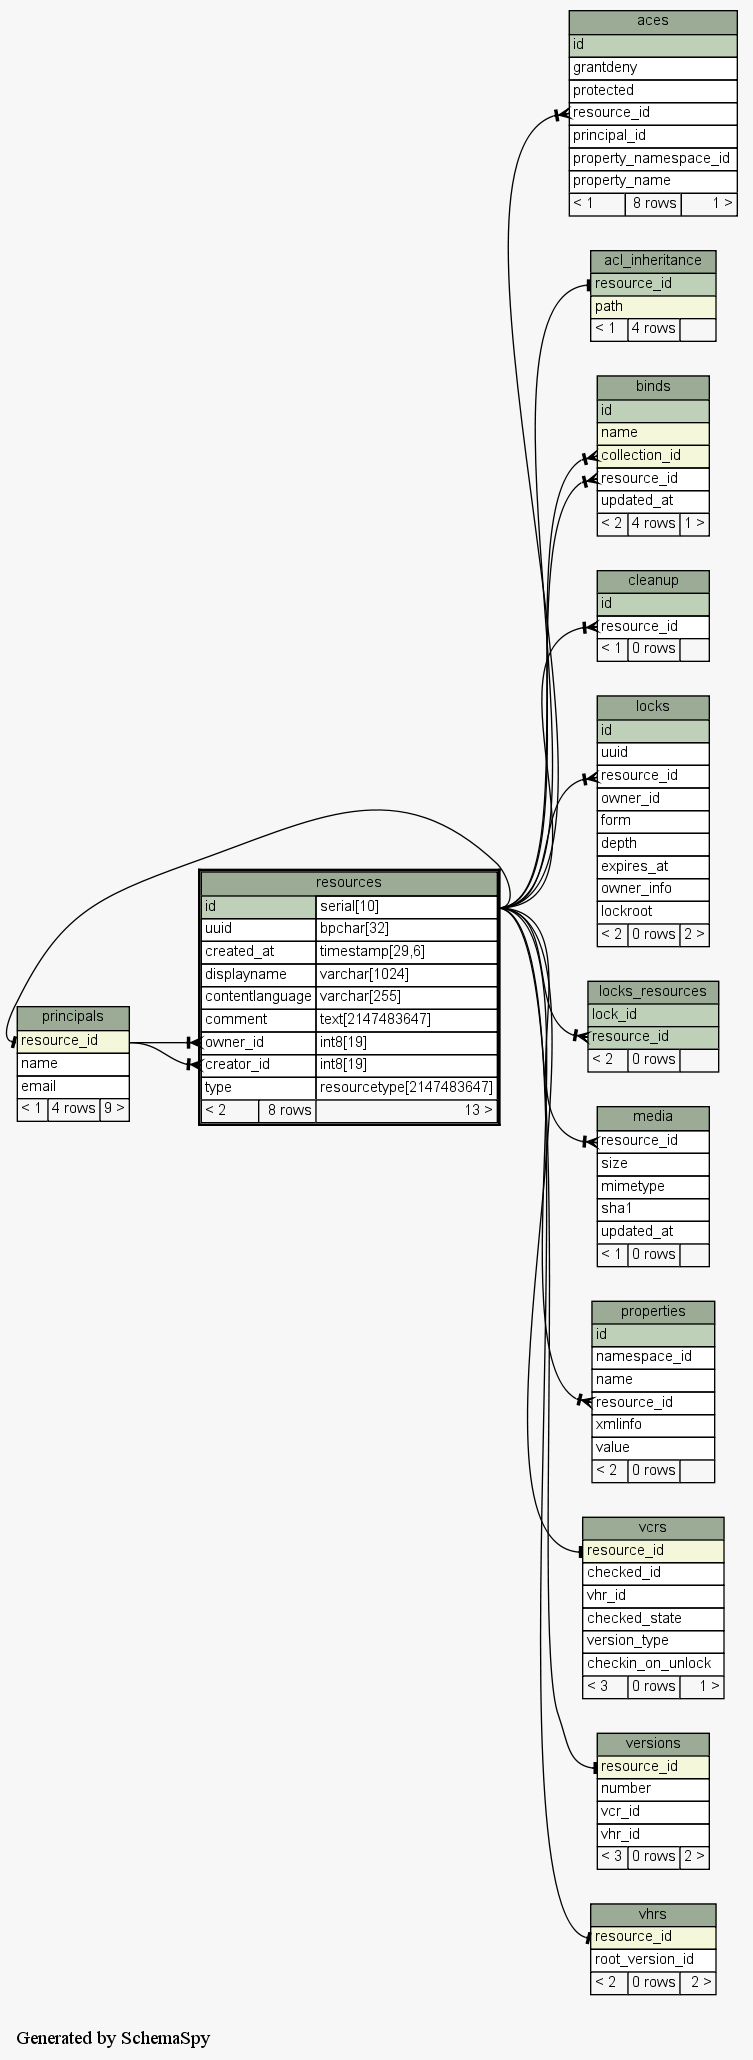 aces
id
grantdeny
protected
resource_id
principal_id
property_namespace_id
property_name
< 1 8 rows 1 >
acl_inheritance
resource_id
path
< 1 4 rows
binds
id
name
collection_id
resource_id
updated_at
< 2 4 rows 1 >
cleanup
id
resource_id
< 1 0 rows
locks
id
uuid
resource_id
owner_id
form
depth
expires_at
owner_info
lockroot
< 2 0 rows 2 >
resources
id serial[10]
uuid bpchar[32]
created_at timestamp[29,6]
displayname varchar[1024]
contentlanguage varchar[255]
comment text[2147483647]
owner_id int8[19]
creator_id int8[19]
type resourcetype[2147483647]
< 2 8 rows 13 >
principals
resource_id
name
email
< 1 4 rows 9 >
locks_resources
lock_id
resource_id
< 2 0 rows
media
resource_id
size
mimetype
sha1
updated_at
< 1 0 rows
properties
id
namespace_id
name
resource_id
xmlinfo
value
< 2 0 rows
vcrs
resource_id
checked_id
vhr_id
checked_state
version_type
checkin_on_unlock
< 3 0 rows 1 >
versions
resource_id
number
vcr_id
vhr_id
< 3 0 rows 2 >
vhrs
resource_id
root_version_id
< 2 0 rows 2 >
Generated by SchemaSpy